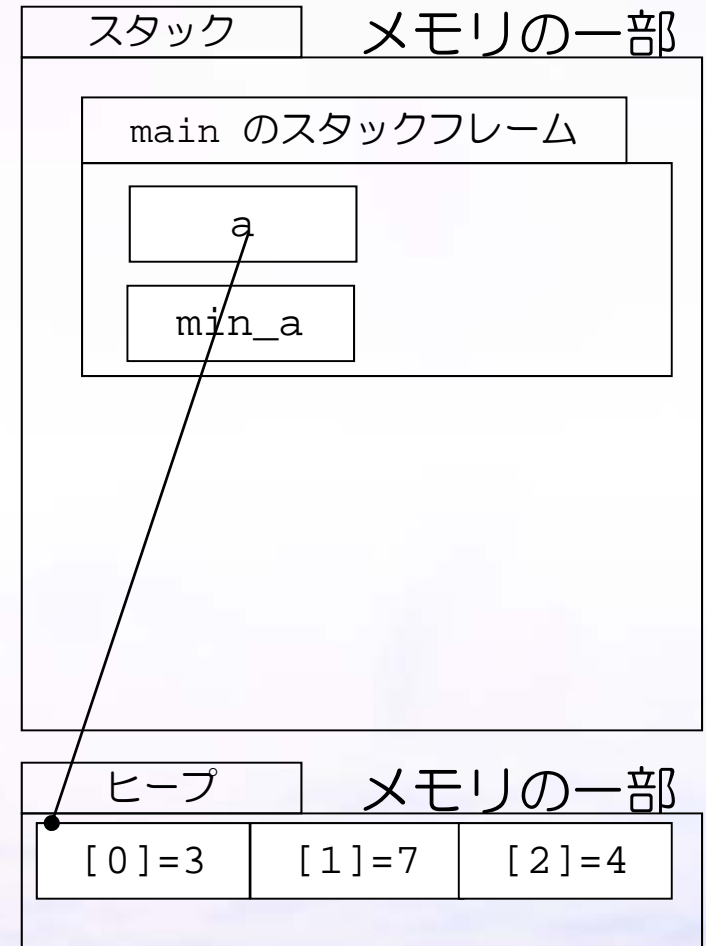 スタック
メモリの一部
main のスタックフレーム
a
min_a
ヒープ
メモリの一部
[0]=3
[1]=7
[2]=4